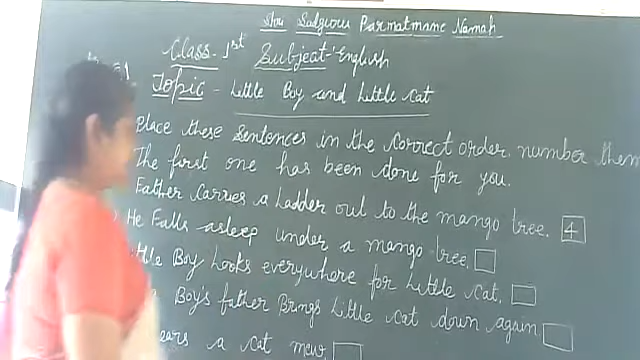 Shri Sadguru Parmatmane Namah
Class - 1st Subject - English
Topic - Little Boy and Little Cat
Place these sentences in the correct order, number them
The first one has been done for you.
Father carries a ladder out to the mango tree. 4
He Falls asleep under a mango tree.
Boy Looks everywhere for Little Cat.
Boy's father Brings Little Cat down again
a cat mew